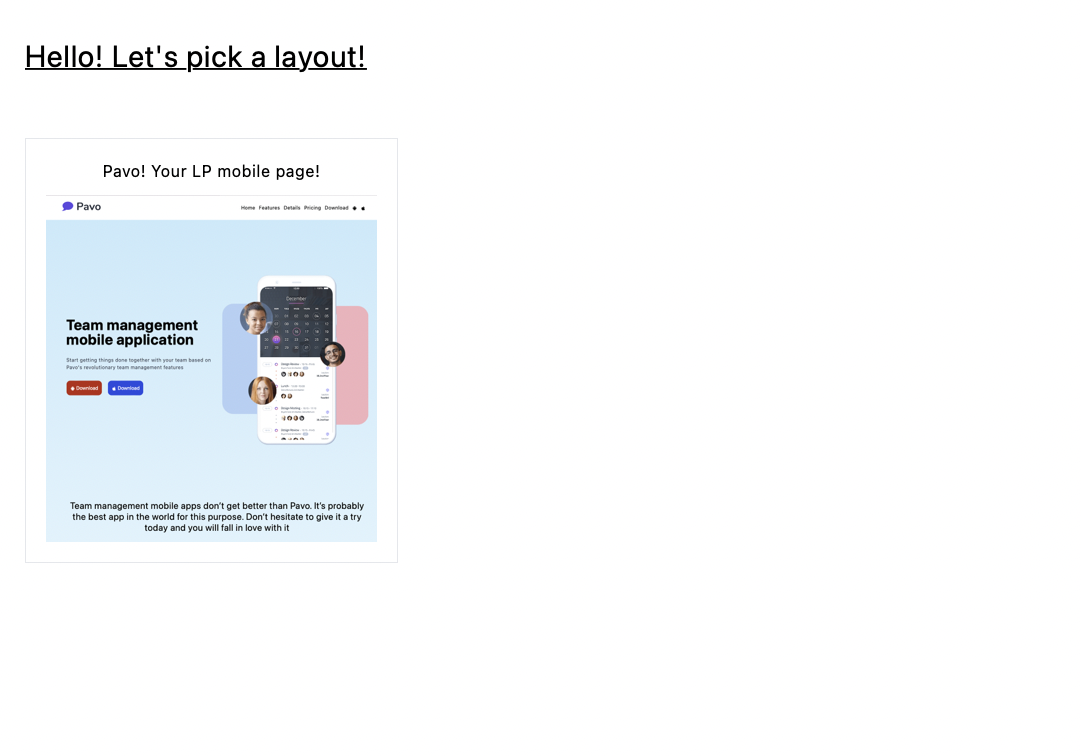 Hello! Let's pick a layout!
Pavo! Your LP mobile page!
Pavo
Home Features Details Pricing Download
Team management
mobile application
Start getting things done together with your team based on
Pavo's revolutionary team management features
Download Download
December
Team management mobile apps don't get better than Pavo. It's probably
the best app in the world for this purpose. Don't hesitate to give it a try
today and you will fall in love with it